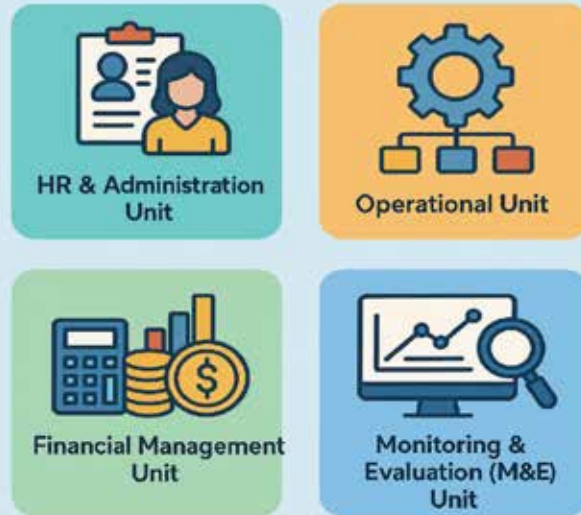 HR & Administration
Unit
Operational Unit
$
Financial Management
Unit
Monitoring &
Evaluation (M&E)
Unit